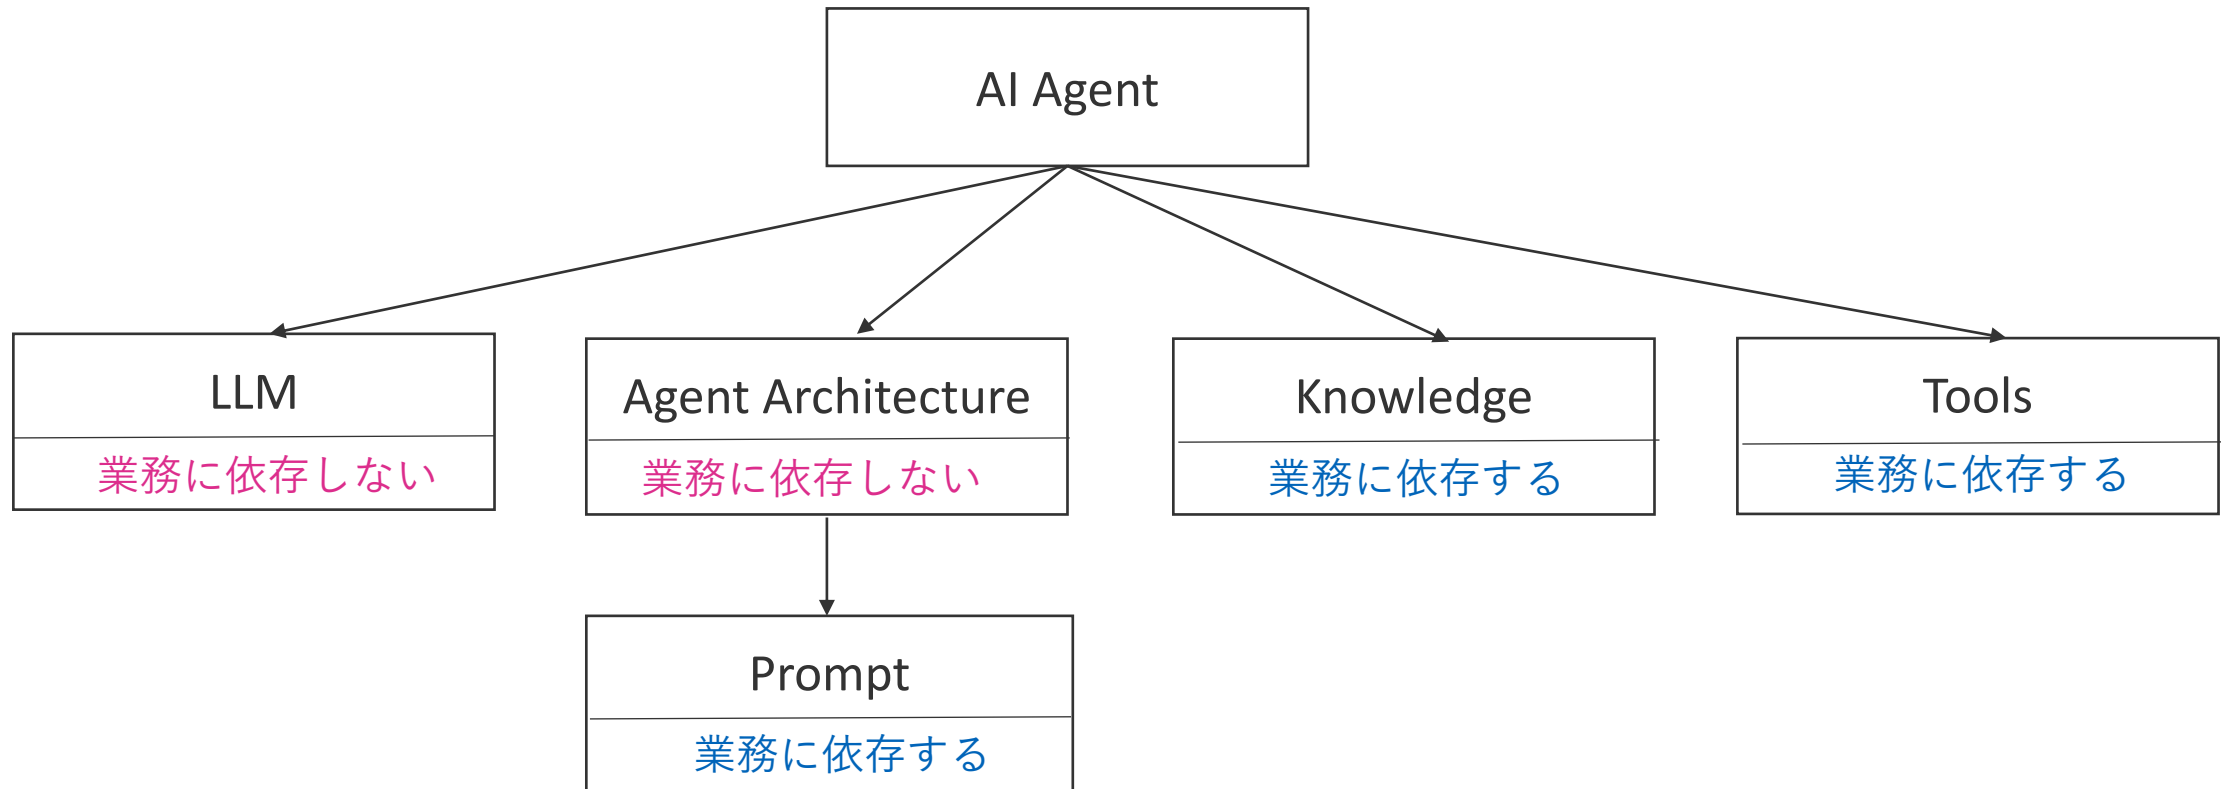 AI Agent
LLM
業務に依存しない
Agent Architecture
業務に依存しない
Knowledge
業務に依存する
Tools
業務に依存する
Prompt
業務に依存する